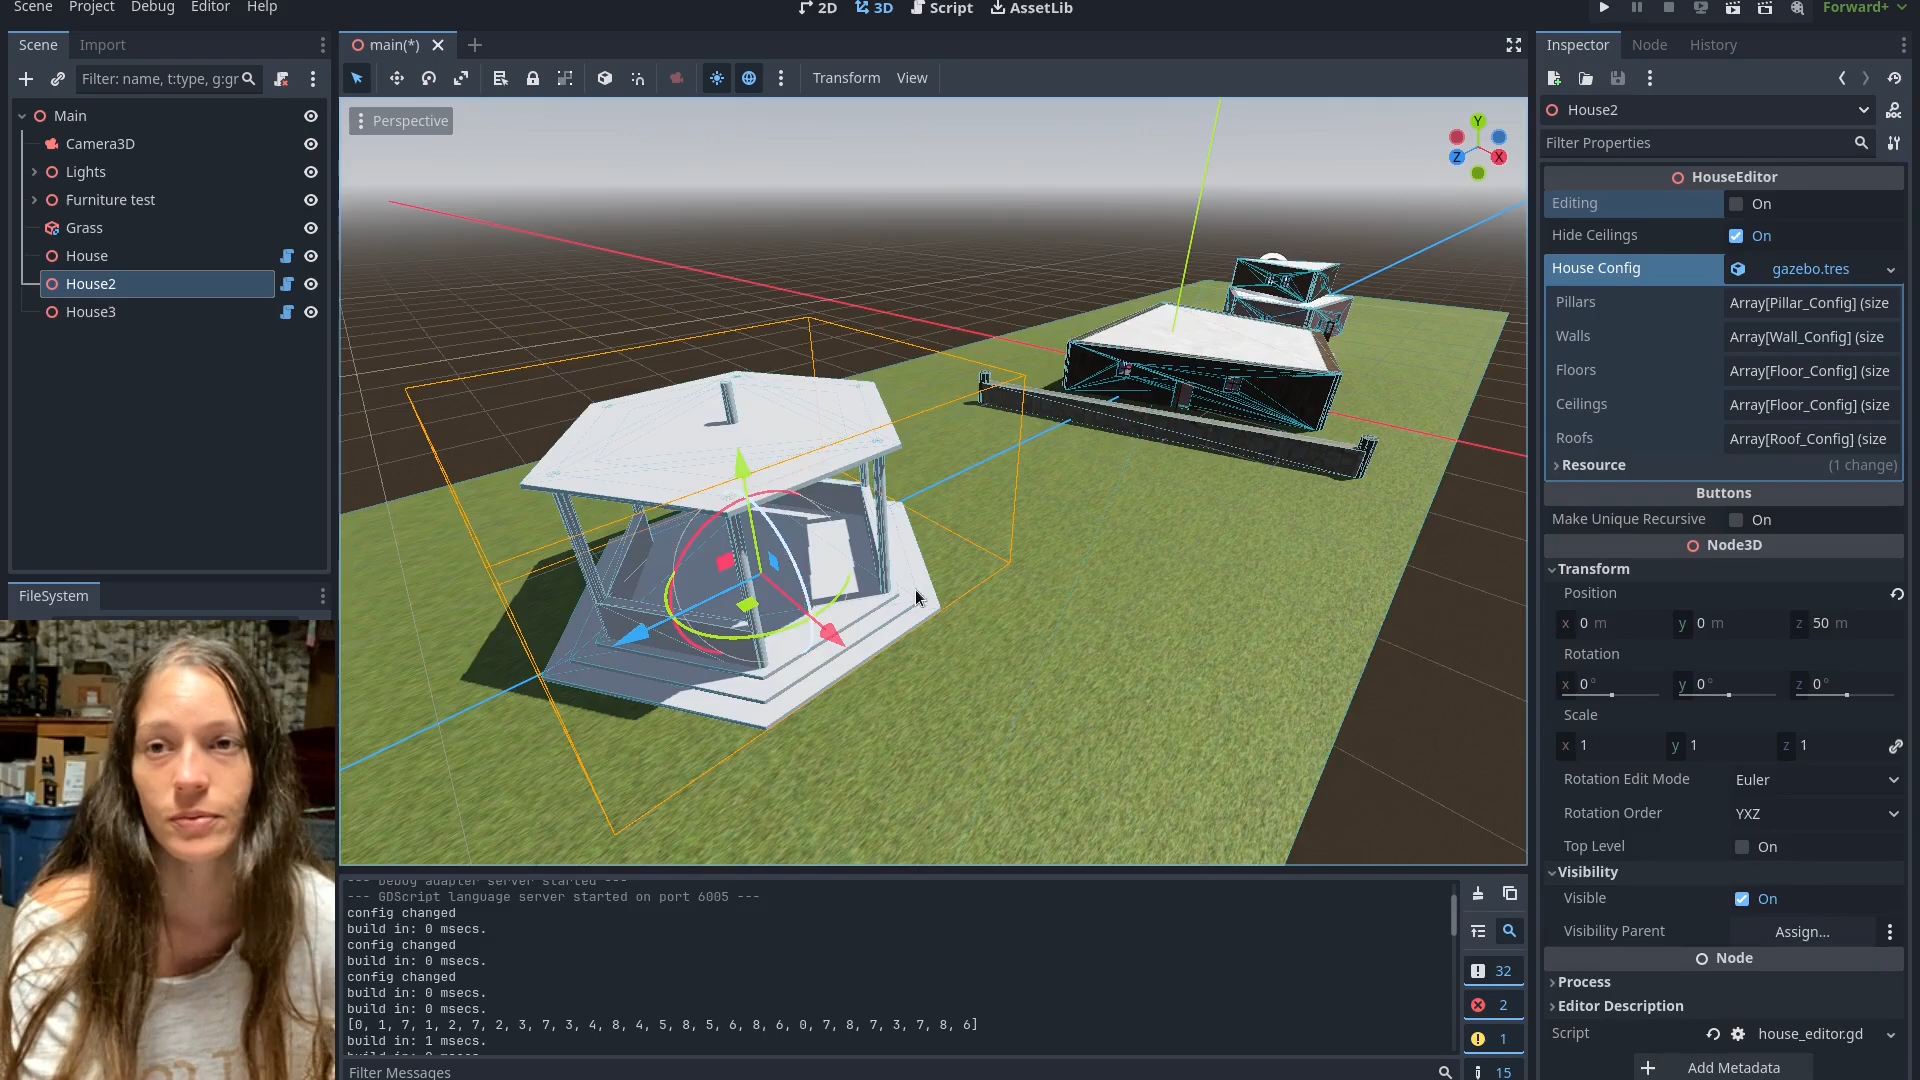 Scene Project Debug Editor Help
2D 3D Script AssetLib
Forward+
Scene Import
Filter: name, t:type, g:gr
Main
Camera3D
Lights
Furniture test
Grass
House
House2
House3
FileSystem
main(*)
Transform View
Perspective
Y
Z X
--- Debug adapter server started ---
--- GDScript language server started on port 6005 ---
config changed
build in: 0 msecs.
config changed
build in: 0 msecs.
config changed
build in: 0 msecs.
build in: 0 msecs.
[0, 1, 7, 1, 2, 7, 2, 3, 7, 3, 4, 8, 4, 5, 8, 5, 6, 8, 6, 0, 7, 8, 7, 3, 7, 8, 6]
build in: 1 msecs.
Filter Messages
32
2
1
15
Inspector Node History
House2
DOC
Filter Properties
HouseEditor
Editing On
Hide Ceilings On
House Config gazebo.tres
Pillars Array[Pillar_Config] (size
Walls Array[Wall_Config] (size
Floors Array[Floor_Config] (size
Ceilings Array[Floor_Config] (size
Roofs Array[Roof_Config] (size
Resource (1 change)
Buttons
Make Unique Recursive On
Node3D
Transform
Position
x 0 m y 0 m z 50 m
Rotation
x 0° y 0° z 0°
Scale
x 1 y 1 z 1
Rotation Edit Mode Euler
Rotation Order YXZ
Top Level On
Visibility
Visible On
Visibility Parent Assign...
Node
Process
Editor Description
Script house_editor.gd
Add Metadata